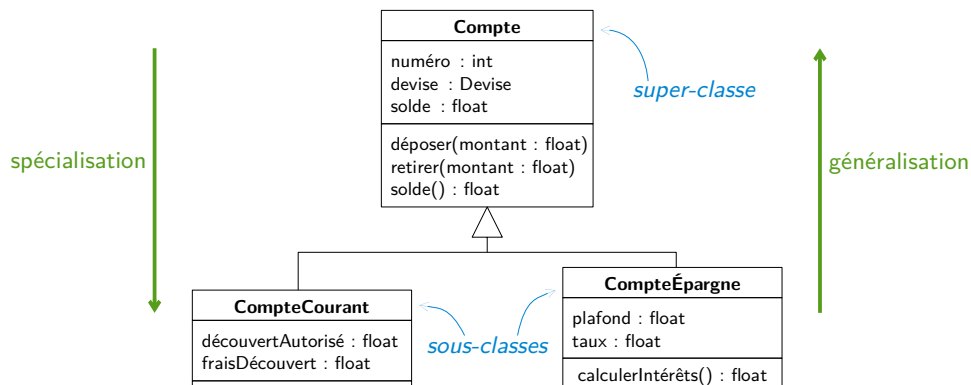 Compte
numéro : int
devise : Devise
solde : float
super-classe
déposer(montant : float)
retirer(montant : float)
solde() : float
spécialisation
généralisation
CompteCourant
découvertAutorisé : float
fraisDécouvert : float
sous-classes
CompteÉpargne
plafond : float
taux : float
calculerIntérêts() : float